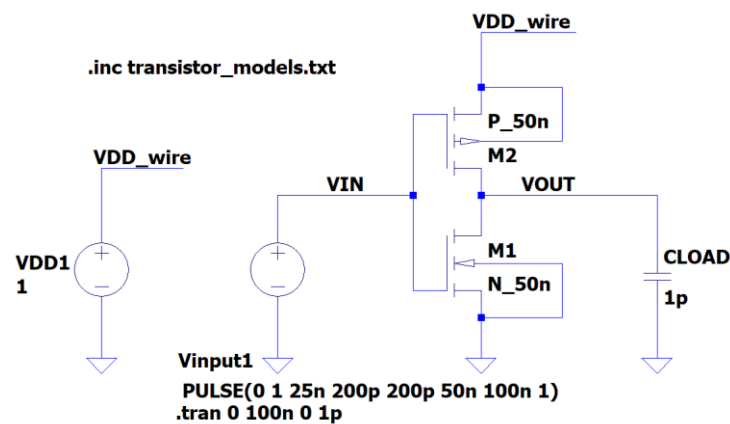 VDD_wire
.inc transistor_models.txt
P_50n
M2
VDD_wire
VIN
VOUT
VDD1
1
M1
N_50n
CLOAD
1p
Vinput1
PULSE(0 1 25n 200p 200p 50n 100n 1)
.tran 0 100n 0 1p